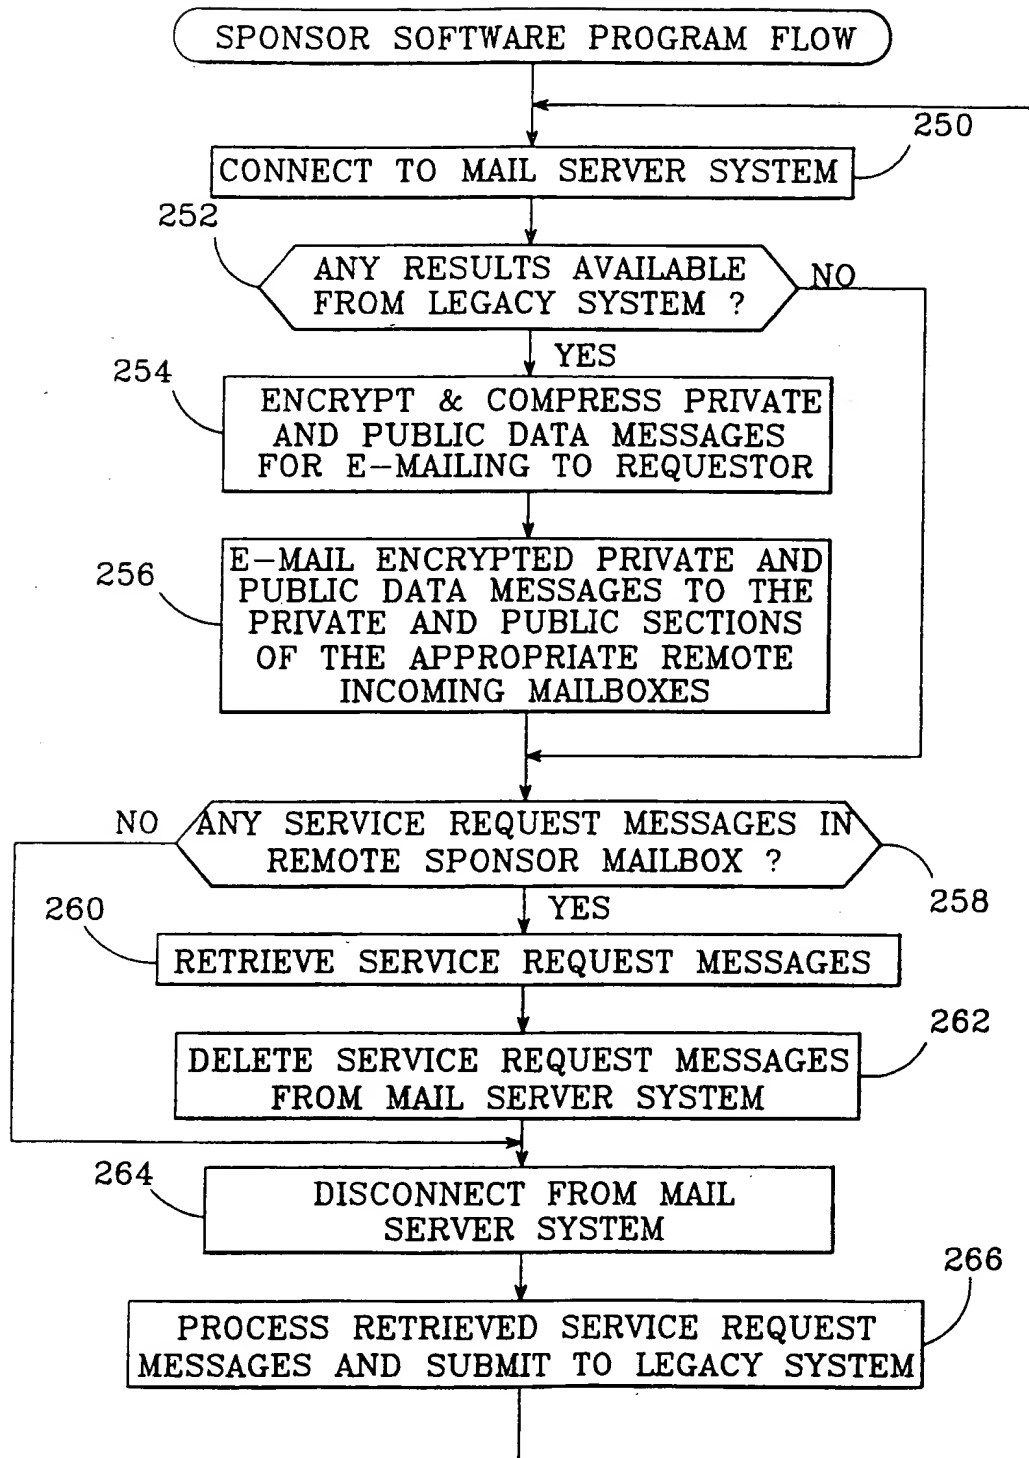 SPONSOR SOFTWARE PROGRAM FLOW
250
CONNECT TO MAIL SERVER SYSTEM
252
ANY RESULTS AVAILABLE
FROM LEGACY SYSTEM ?
NO
YES
254
ENCRYPT & COMPRESS PRIVATE
AND PUBLIC DATA MESSAGES
FOR E-MAILING TO REQUESTOR
256
E-MAIL ENCRYPTED PRIVATE AND
PUBLIC DATA MESSAGES TO THE
PRIVATE AND PUBLIC SECTIONS
OF THE APPROPRIATE REMOTE
INCOMING MAILBOXES
NO
ANY SERVICE REQUEST MESSAGES IN
REMOTE SPONSOR MAILBOX ?
258
YES
260
RETRIEVE SERVICE REQUEST MESSAGES
262
DELETE SERVICE REQUEST MESSAGES
FROM MAIL SERVER SYSTEM
264
DISCONNECT FROM MAIL
SERVER SYSTEM
266
PROCESS RETRIEVED SERVICE REQUEST
MESSAGES AND SUBMIT TO LEGACY SYSTEM